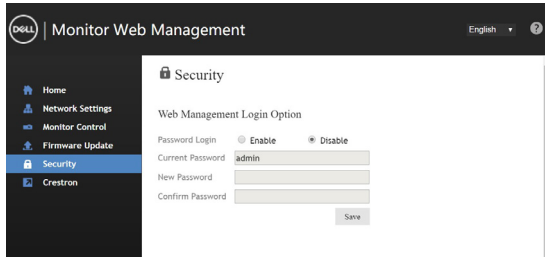 DELL | Monitor Web Management
English
?
Home
Network Settings
Monitor Control
Firmware Update
Security
Crestron
Security
Web Management Login Option
Password Login Enable Disable
Current Password admin
New Password
Confirm Password
Save